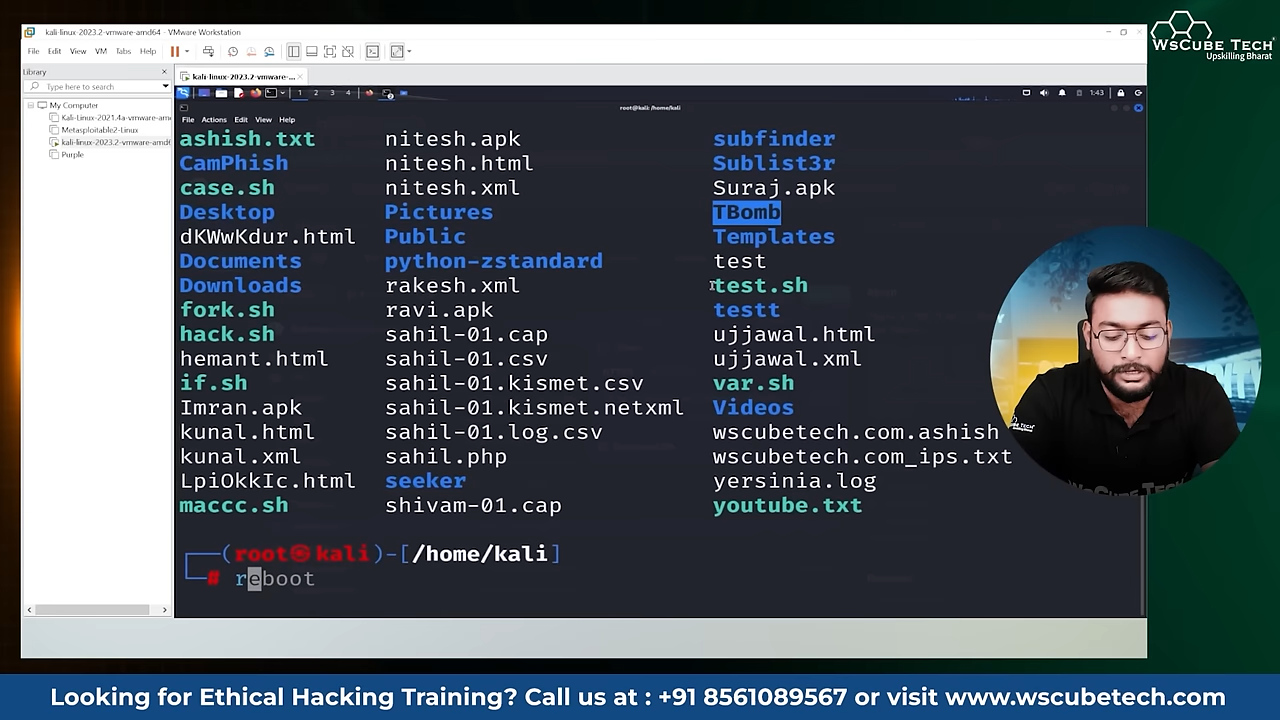 kali-linux-2023.2-vmware-amd64 - VMware Workstation
File Edit View VM Tabs Help
Library
Type here to search
kali-linux-2023.2-vmware-...
My Computer
Kali-Linux-2021.4a-vmware-am
Metasploitable2-Linux
kali-linux-2023.2-vmware-amd6
Purple
1 2 3 4
1:43
root@kali: /home/kali
File Actions Edit View Help
ashish.txt nitesh.apk subfinder
CamPhish nitesh.html Sublist3r
case.sh nitesh.xml Suraj.apk
Desktop Pictures TBomb
dKWwKdur.html Public Templates
Documents python-zstandard test
Downloads rakesh.xml test.sh
fork.sh ravi.apk testt
hack.sh sahil-01.cap ujjawal.html
hemant.html sahil-01.csv ujjawal.xml
if.sh sahil-01.kismet.csv var.sh
Imran.apk sahil-01.kismet.netxml Videos
kunal.html sahil-01.log.csv wscubetech.com.ashish
kunal.xml sahil.php wscubetech.com_ips.txt
LpiOkkIc.html seeker yersinia.log
maccc.sh shivam-01.cap youtube.txt
(root㉿kali)-[/home/kali]
# reboot
WsCube Tech
Upskilling Bharat
Looking for Ethical Hacking Training? Call us at : +91 8561089567 or visit www.wscubetech.com